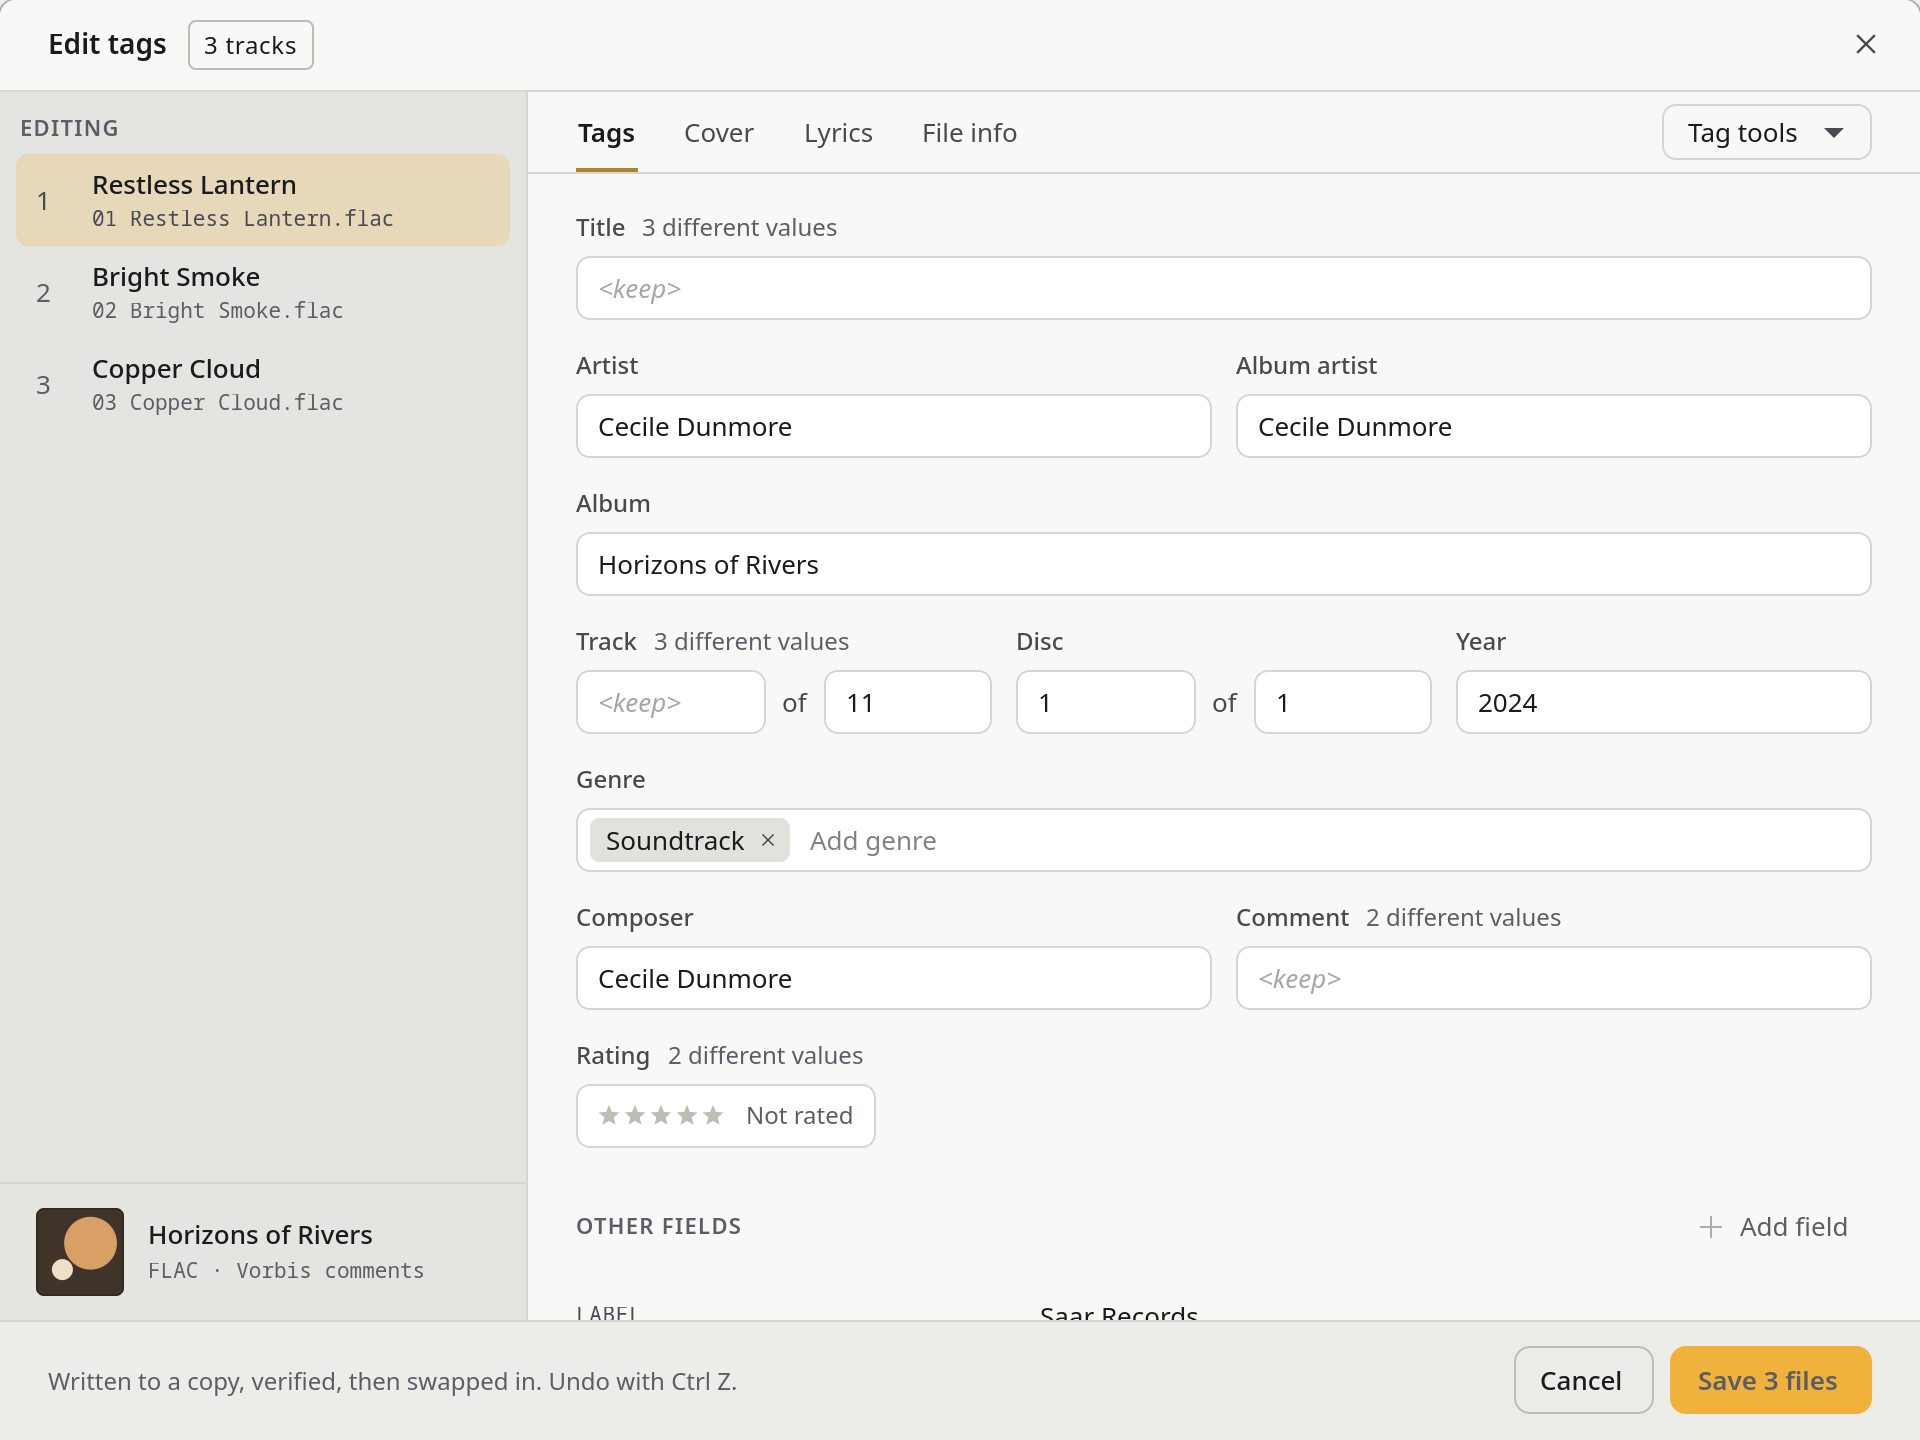 Edit tags 3 tracks
EDITING
1 Restless Lantern
01 Restless Lantern.flac
2 Bright Smoke
02 Bright Smoke.flac
3 Copper Cloud
03 Copper Cloud.flac
Horizons of Rivers
FLAC · Vorbis comments
Tags Cover Lyrics File info Tag tools
Title 3 different values
<keep>
Artist Album artist
Cecile Dunmore Cecile Dunmore
Album
Horizons of Rivers
Track 3 different values Disc Year
<keep> of 11 1 of 1 2024
Genre
Soundtrack Add genre
Composer Comment 2 different values
Cecile Dunmore <keep>
Rating 2 different values
Not rated
OTHER FIELDS Add field
LABEL Saar Records
Written to a copy, verified, then swapped in. Undo with Ctrl Z.
Cancel Save 3 files